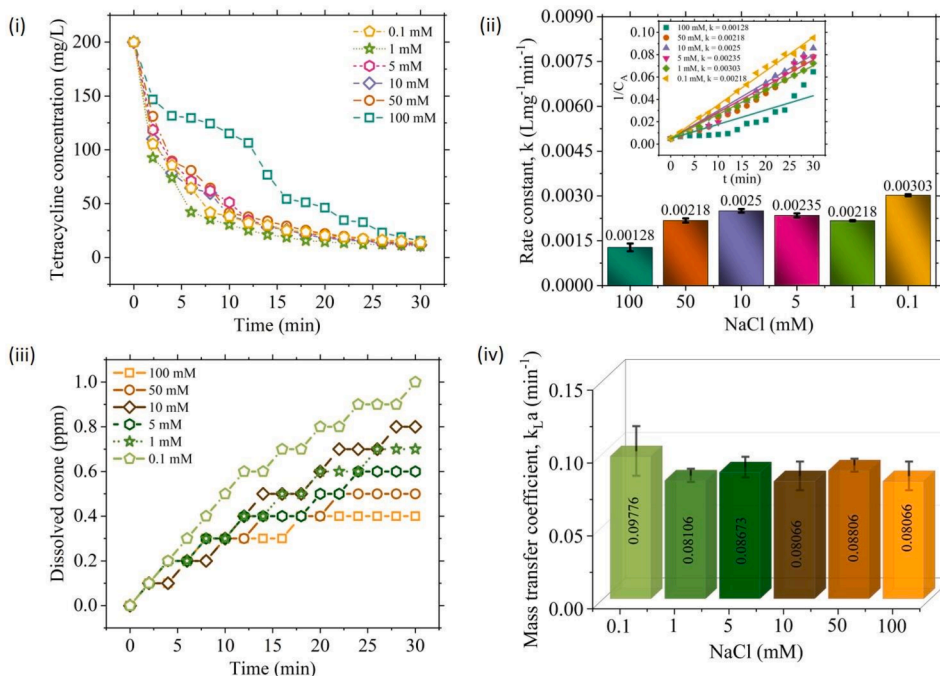 (i)
200
150
100
50
0
Tetracycline concentration (mg/L)
0.1 mM
1 mM
5 mM
10 mM
50 mM
100 mM
0 5 10 15 20 25 30
Time (min)
(ii)
0.0090
0.0075
0.0060
0.0045
0.0030
0.0015
0.0000
Rate constant, k (Lmg-1min-1)
100 mM, k = 0.00128
50 mM, k = 0.00218
10 mM, k = 0.0025
5 mM, k = 0.00235
1 mM, k = 0.00303
0.1 mM, k = 0.00218
0.10
0.08
0.06
0.04
0.02
0.00
1/CA
0 5 10 15 20 25 30
t (min)
0.00128
0.00218
0.0025
0.00235
0.00218
0.00303
100 50 10 5 1 0.1
NaCl (mM)
(iii)
1.0
0.8
0.6
0.4
0.2
0.0
Dissolved ozone (ppm)
100 mM
50 mM
10 mM
5 mM
1 mM
0.1 mM
0 5 10 15 20 25 30
Time (min)
(iv)
0.15
0.10
0.05
0.00
Mass transfer coefficient, kLa (min-1)
0.09776
0.08106
0.08673
0.08066
0.08806
0.08066
0.1 1 5 10 50 100
NaCl (mM)